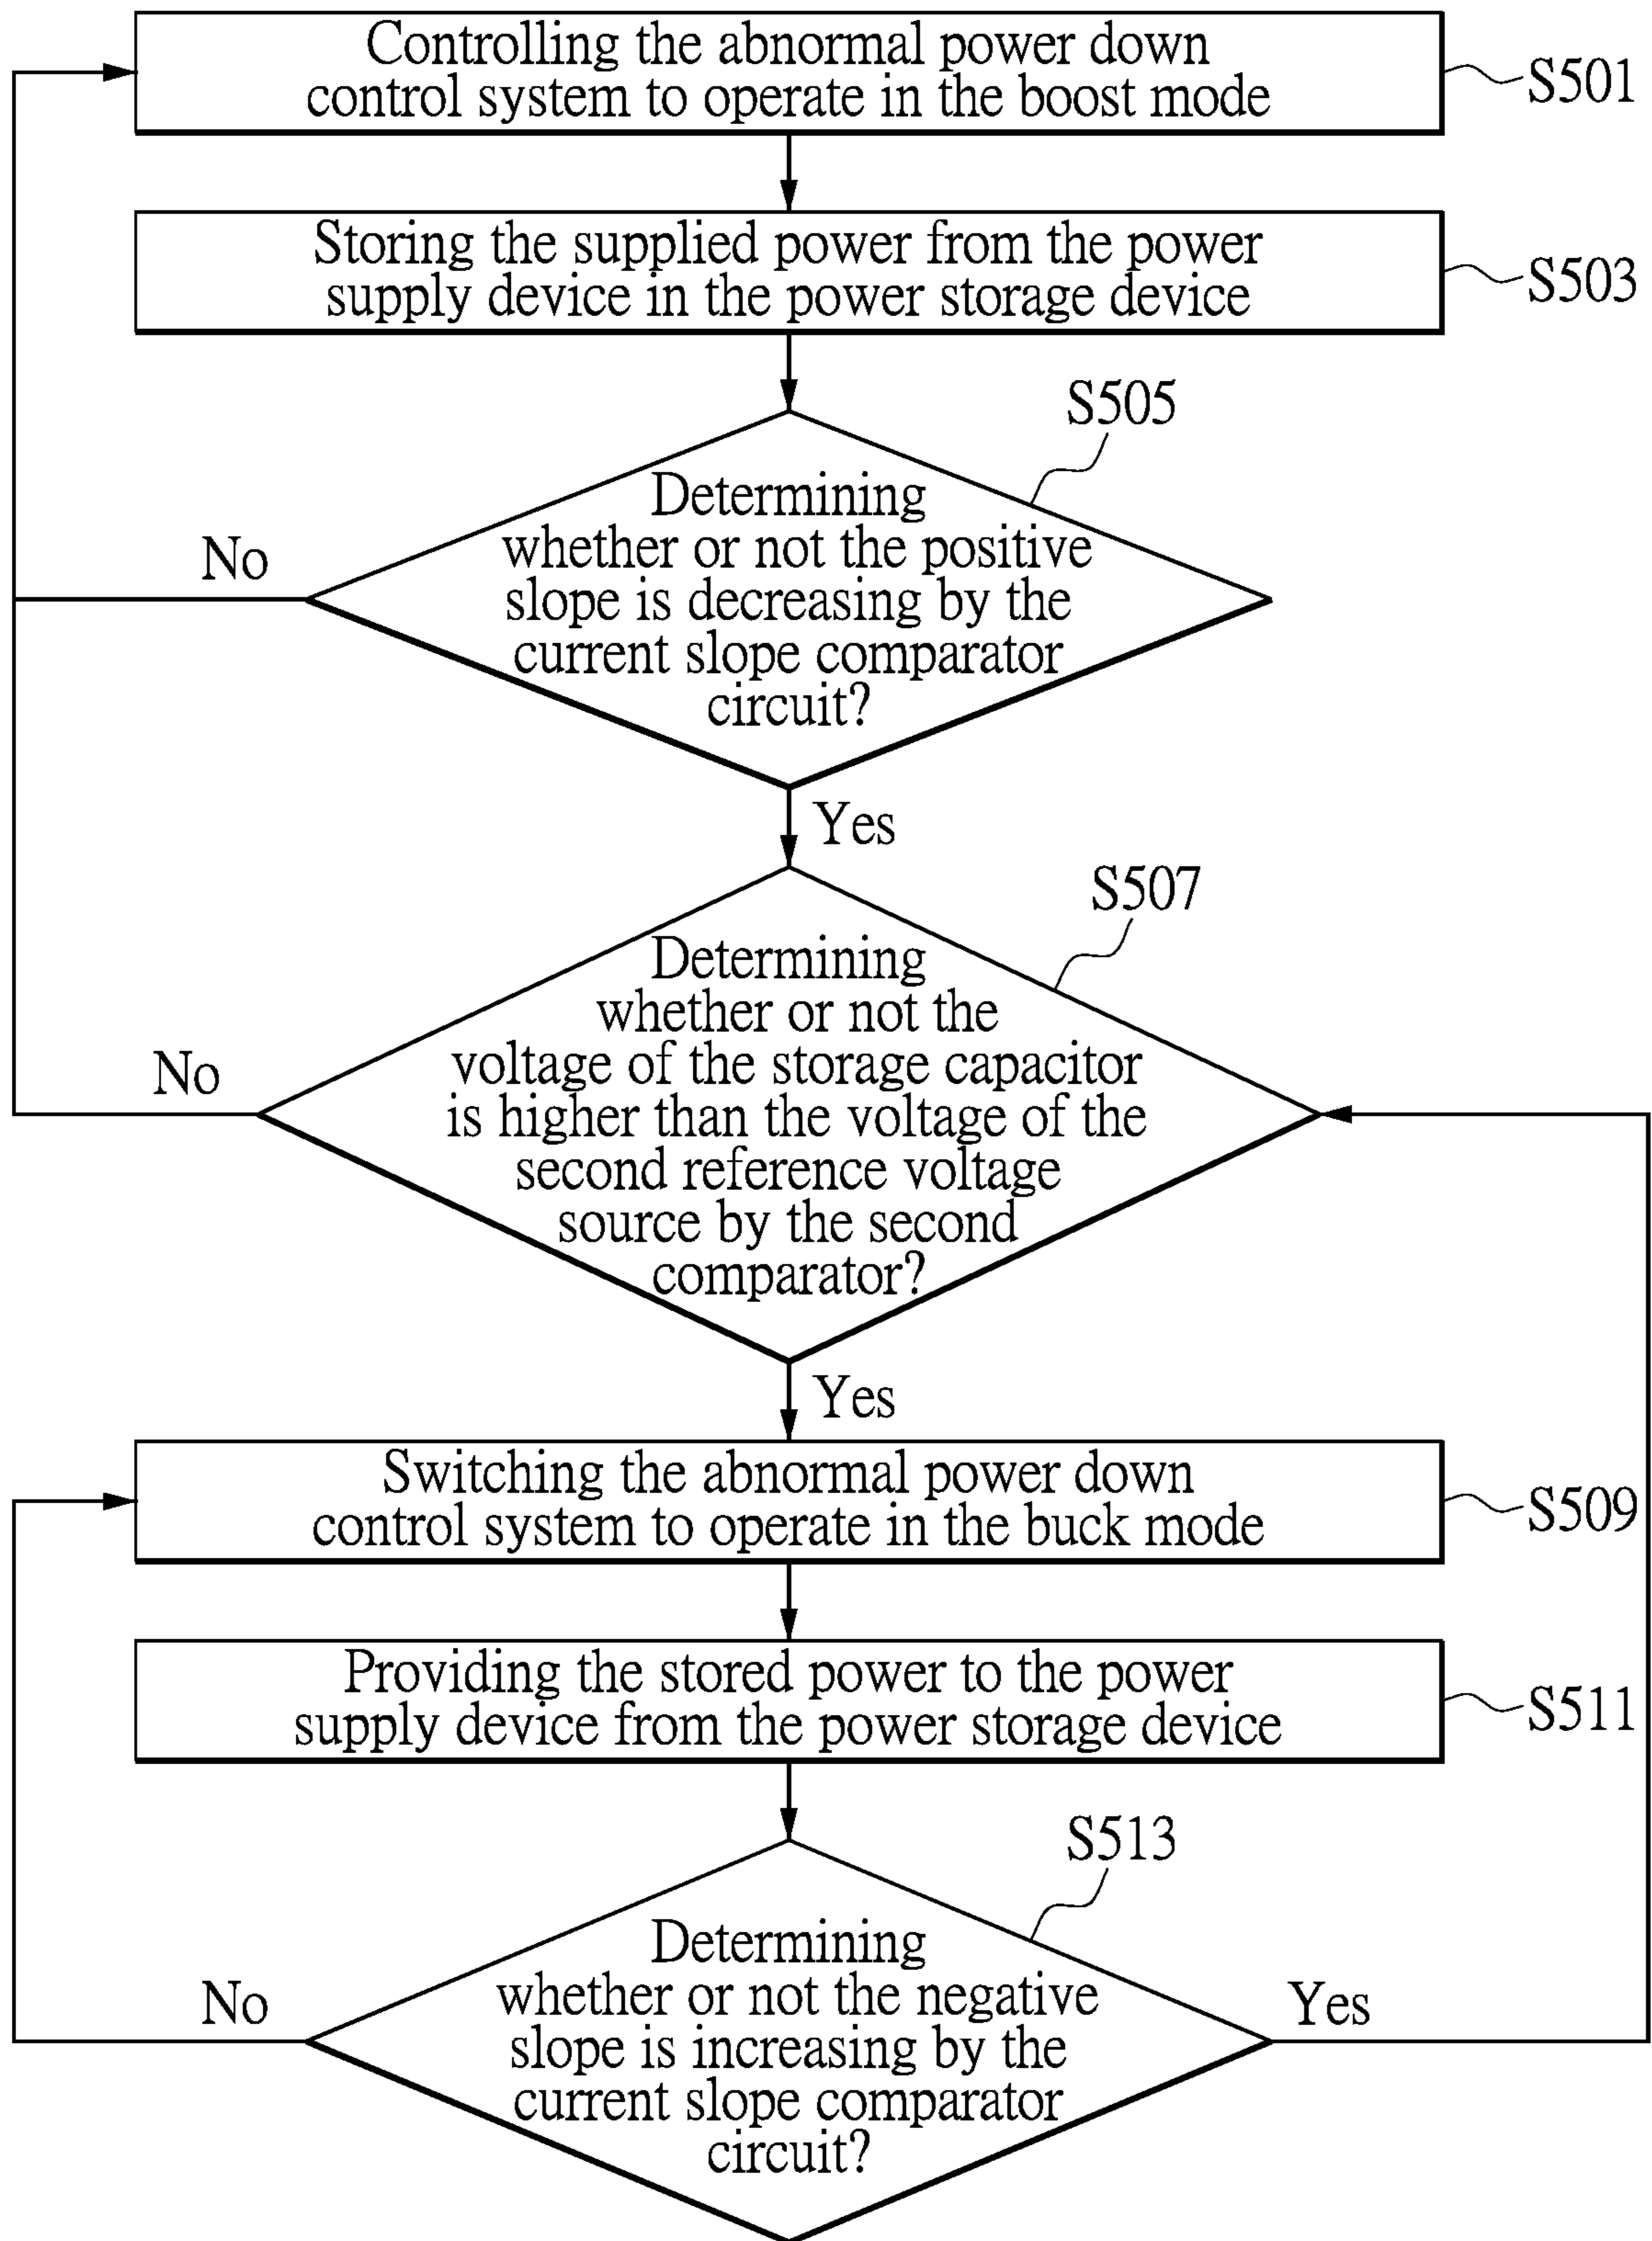 Controlling the abnormal power down
control system to operate in the boost mode
S501
Storing the supplied power from the power
supply device in the power storage device
S503
S505
Determining
whether or not the positive
slope is decreasing by the
current slope comparator
circuit?
No
Yes
S507
Determining
whether or not the
voltage of the storage capacitor
is higher than the voltage of the
second reference voltage
source by the second
comparator?
No
Yes
Switching the abnormal power down
control system to operate in the buck mode
S509
Providing the stored power to the power
supply device from the power storage device
S511
S513
Determining
whether or not the negative
slope is increasing by the
current slope comparator
circuit?
No
Yes